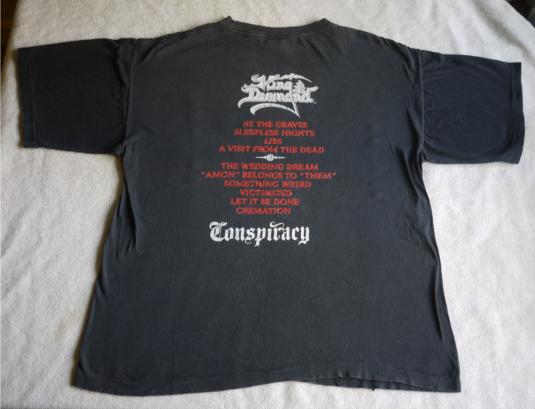 King
Diamond
AT THE GRAVES
SLEEPLESS NIGHTS
LIES
A VISIT FROM THE DEAD
THE WEDDING DREAM
"AMON" BELONGS TO "THEM"
SOMETHING WEIRD
VICTIMIZED
LET IT BE DONE
CREMATION
Conspiracy